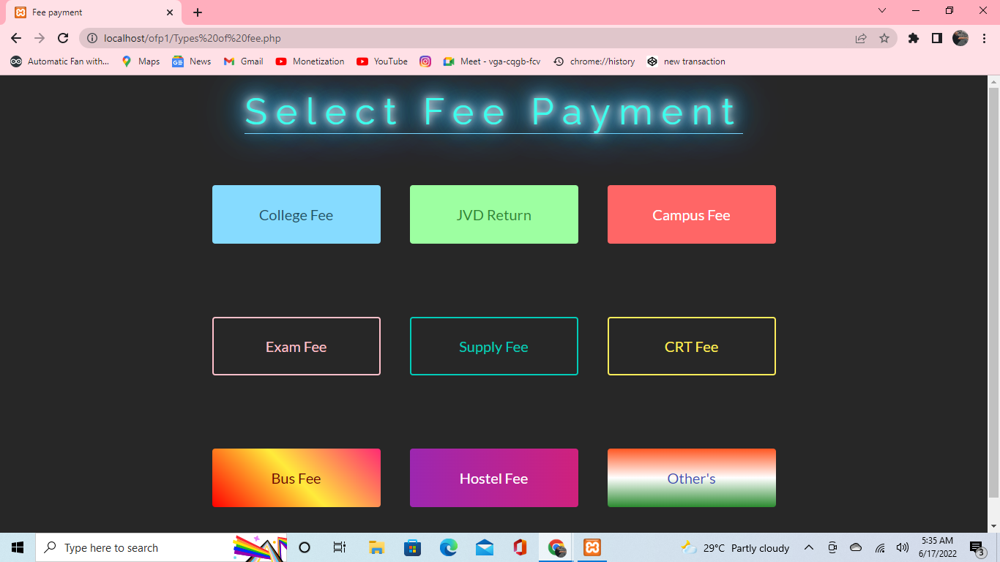 Fee payment
localhost/ofp1/Types%20of%20fee.php
Automatic Fan with... Maps News Gmail Monetization YouTube Meet - vga-cqgb-fcv chrome://history new transaction
Select Fee Payment
College Fee JVD Return Campus Fee
Exam Fee Supply Fee CRT Fee
Bus Fee Hostel Fee Other's
Type here to search 29°C Partly cloudy 5:35 AM
6/17/2022 3